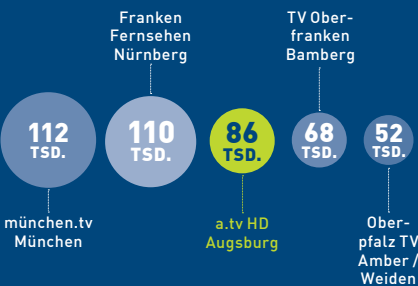 Franken
Fernsehen
Nürnberg
TV Ober-
franken
Bamberg
112
TSD.
110
TSD.
86
TSD.
68
TSD.
52
TSD.
münchen.tv
München
a.tv HD
Augsburg
Ober-
pfalz TV
Amber /
Weiden